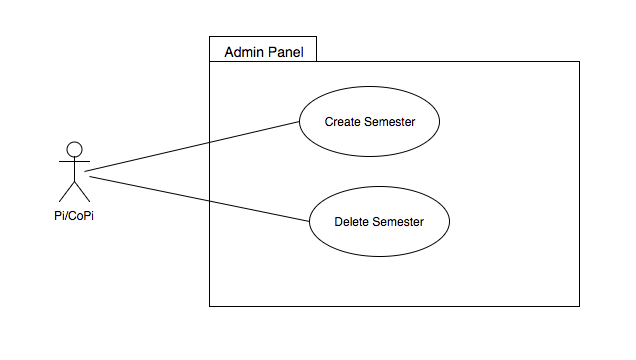 Admin Panel
Create Semester
Pi/CoPi
Delete Semester